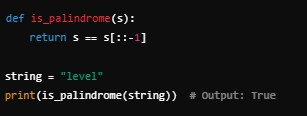 def is_palindrome(s):
    return s == s[::-1]
string = "level"
print(is_palindrome(string))  # Output: True